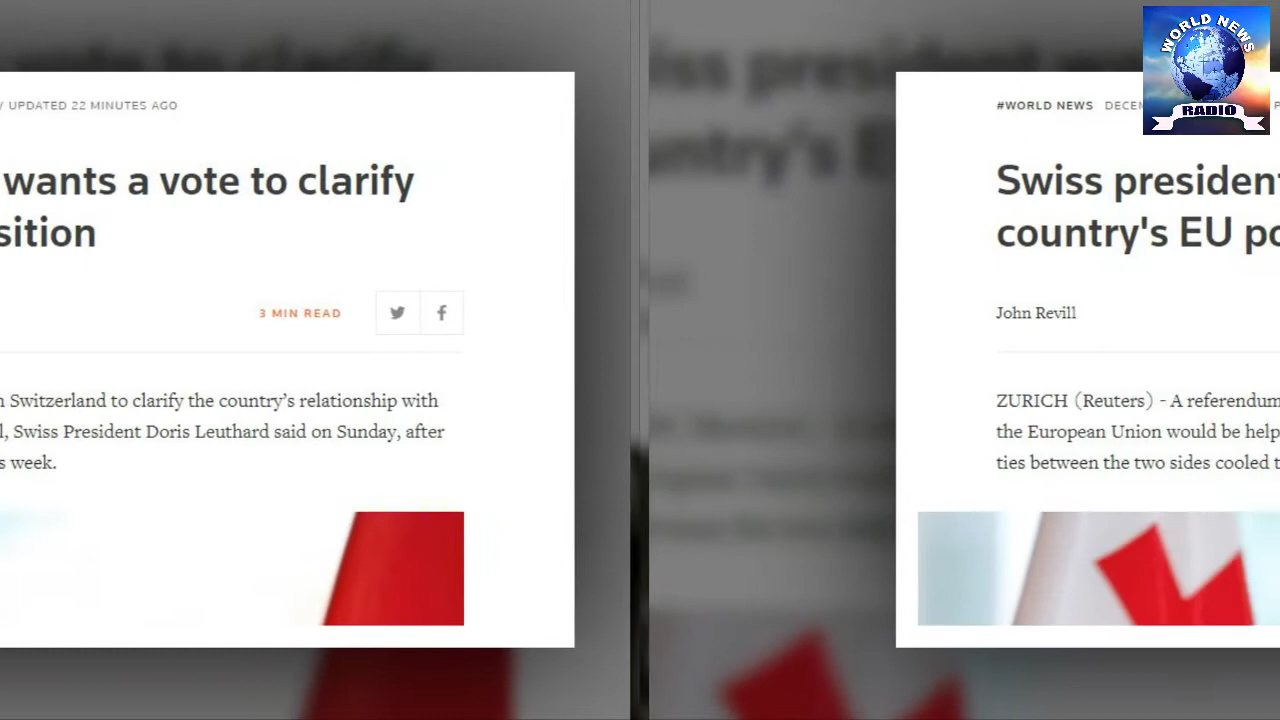 / UPDATED 22 MINUTES AGO
wants a vote to clarify
sition
3 MIN READ
n Switzerland to clarify the country's relationship with
l, Swiss President Doris Leuthard said on Sunday, after
s week.
#WORLD NEWS DECEM
Swiss president
country's EU po
John Revill
ZURICH (Reuters) - A referendum
the European Union would be help
ties between the two sides cooled t
WORLD NEWS
RADIO